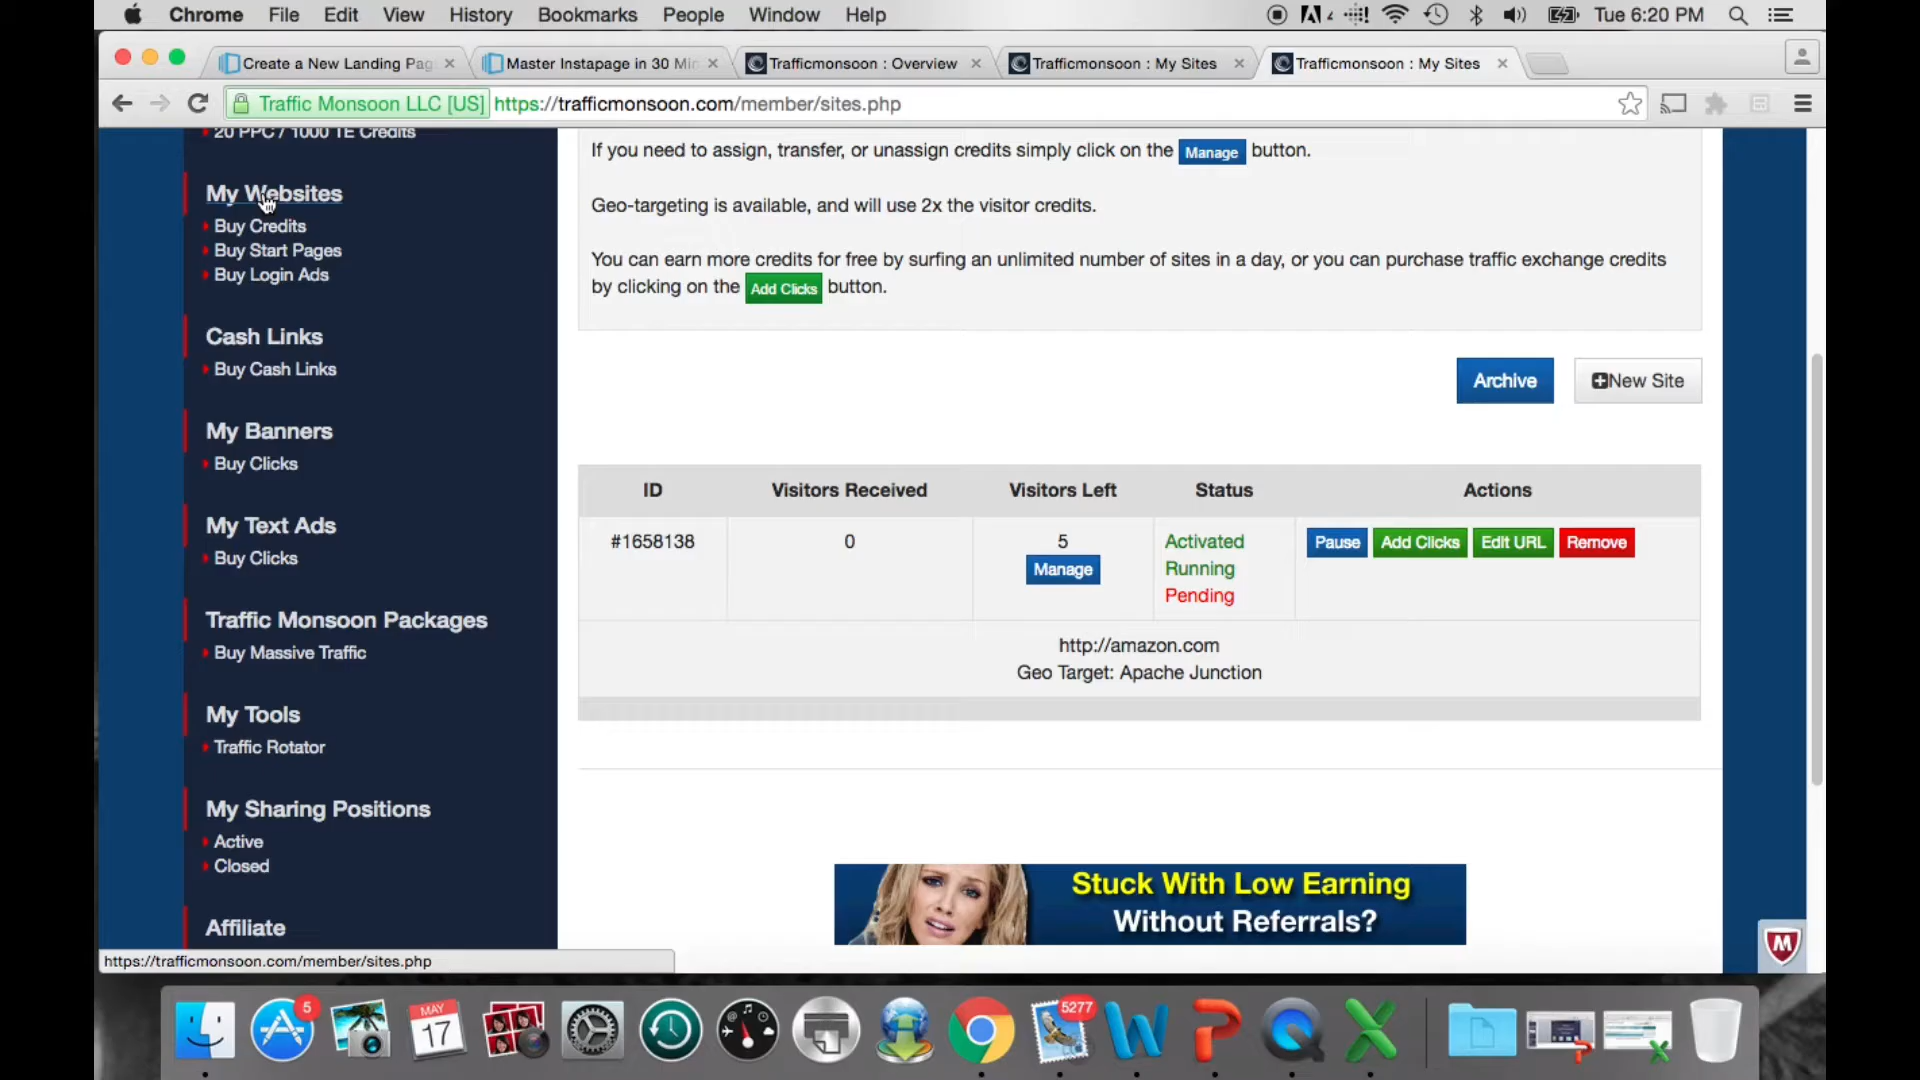 Chrome File Edit View History Bookmarks People Window Help Tue 6:20 PM
Create a New Landing Pag
Master Instapage in 30 Mi
Trafficmonsoon : Overview
Trafficmonsoon : My Sites
Trafficmonsoon : My Sites
Traffic Monsoon LLC [US] https://trafficmonsoon.com/member/sites.php
20 PPC / 1000 TE Credits
My Websites
Buy Credits
Buy Start Pages
Buy Login Ads
Cash Links
Buy Cash Links
My Banners
Buy Clicks
My Text Ads
Buy Clicks
Traffic Monsoon Packages
Buy Massive Traffic
My Tools
Traffic Rotator
My Sharing Positions
Active
Closed
Affiliate
https://trafficmonsoon.com/member/sites.php
If you need to assign, transfer, or unassign credits simply click on the Manage button.
Geo-targeting is available, and will use 2x the visitor credits.
You can earn more credits for free by surfing an unlimited number of sites in a day, or you can purchase traffic exchange credits
by clicking on the Add Clicks button.
Archive New Site
ID Visitors Received Visitors Left Status Actions
#1658138 0 5 Activated Pause Add Clicks Edit URL Remove
Manage Running
Pending
http://amazon.com
Geo Target: Apache Junction
Stuck With Low Earning
Without Referrals?
5
MAY
17
5277